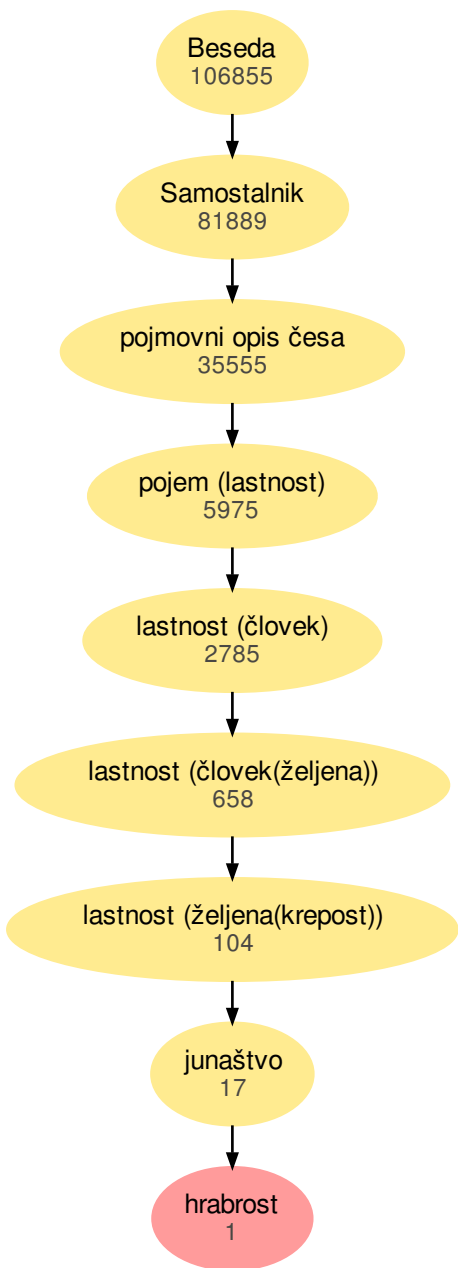 Beseda
106855
Samostalnik
81889
pojmovni opis česa
35555
pojem (lastnost)
5975
lastnost (človek)
2785
lastnost (človek(željena))
658
lastnost (željena(krepost))
104
junaštvo
17
hrabrost
1